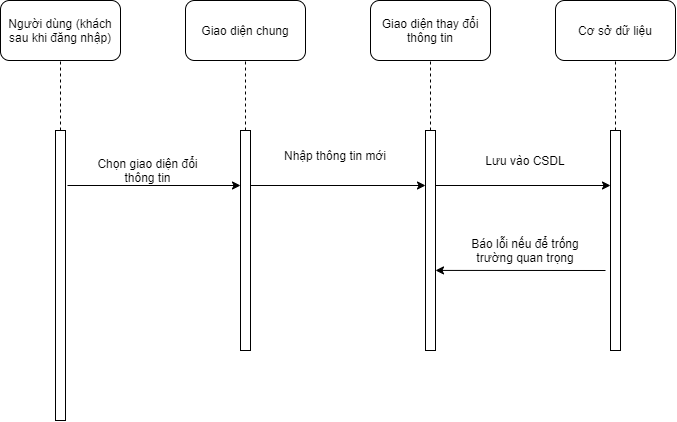 Người dùng (khách
sau khi đăng nhập)
Giao diện chung
Giao diện thay đổi
thông tin
Cơ sở dữ liệu
Chọn giao diện đổi
thông tin
Nhập thông tin mới
Lưu vào CSDL
Báo lỗi nếu để trống
trường quan trọng